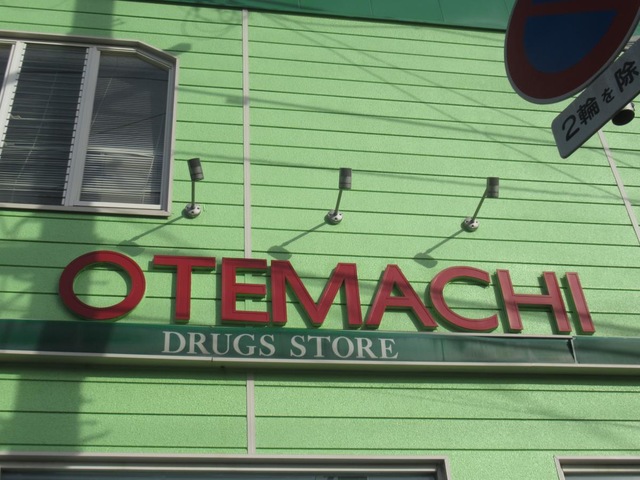 2輪を除
OTEMACHI
DRUGS STORE